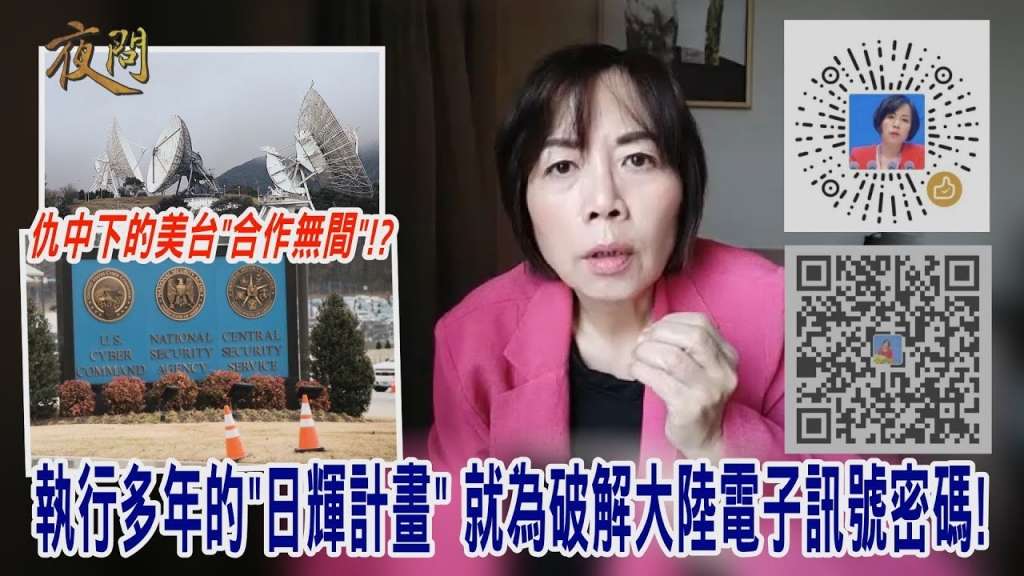 夜問
仇中下的美台"合作無間"!?
U.S. CYBER COMMAND
NATIONAL SECURITY AGENCY
CENTRAL SECURITY SERVICE
執行多年的"日輝計畫" 就為破解大陸電子訊號密碼!